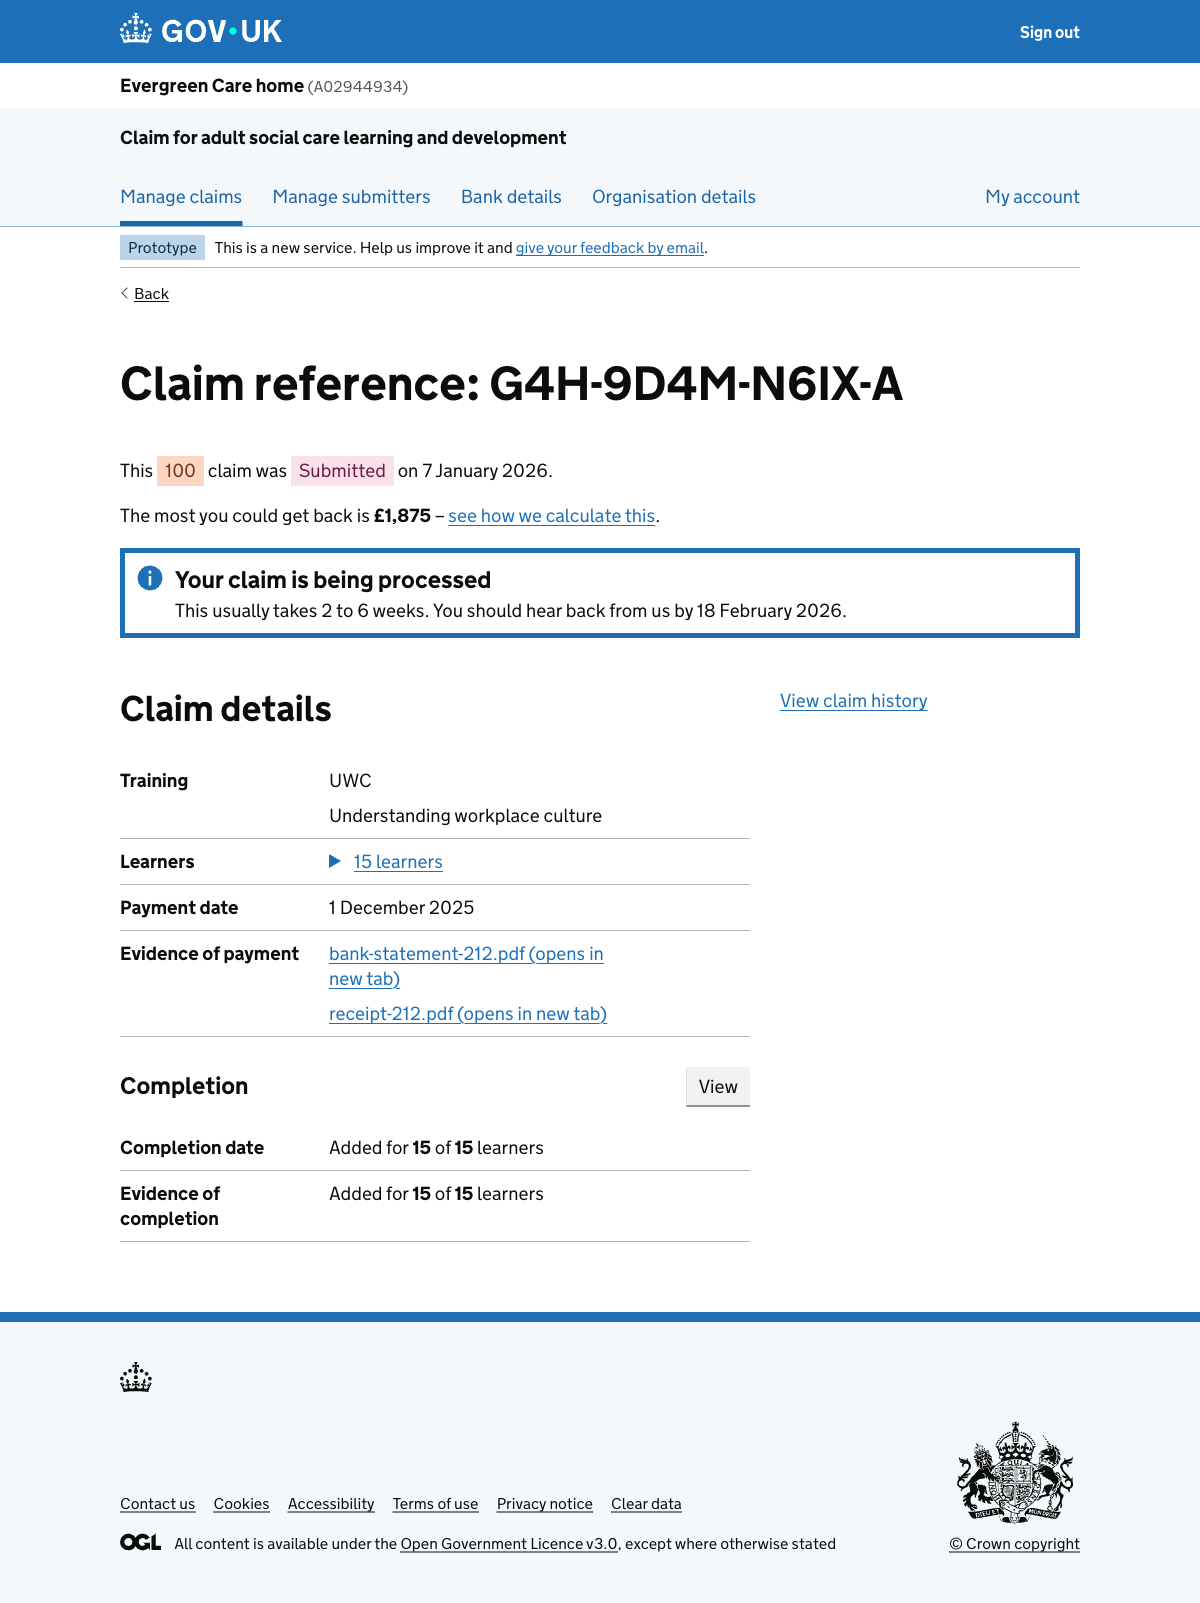 GOV·UK
Sign out
Evergreen Care home (A02944934)
Claim for adult social care learning and development
Manage claims Manage submitters Bank details Organisation details My account
Prototype This is a new service. Help us improve it and give your feedback by email.
Back
Claim reference: G4H-9D4M-N6IX-A
This 100 claim was Submitted on 7 January 2026.
The most you could get back is £1,875 – see how we calculate this.
Your claim is being processed
This usually takes 2 to 6 weeks. You should hear back from us by 18 February 2026.
Claim details
View claim history
Training UWC
Understanding workplace culture
Learners 15 learners
Payment date 1 December 2025
Evidence of payment bank-statement-212.pdf (opens in
new tab)
receipt-212.pdf (opens in new tab)
Completion View
Completion date Added for 15 of 15 learners
Evidence of Added for 15 of 15 learners
completion
Contact us Cookies Accessibility Terms of use Privacy notice Clear data
OGL All content is available under the Open Government Licence v3.0, except where otherwise stated
© Crown copyright